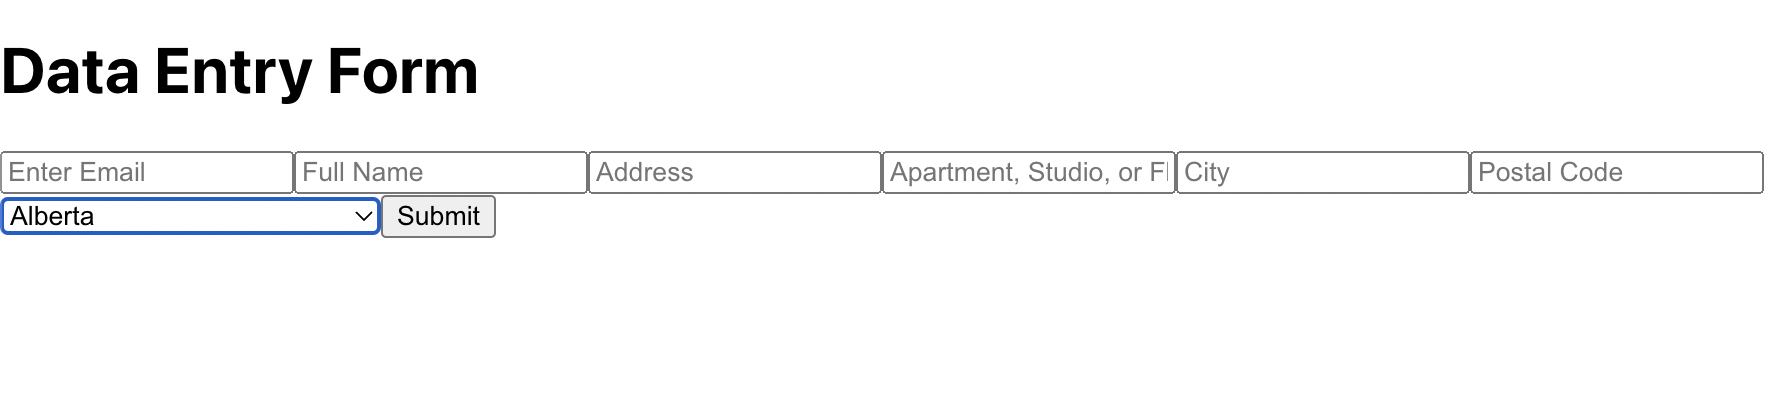 Data Entry Form
Enter Email Full Name Address Apartment, Studio, or Fl City Postal Code
Alberta Submit